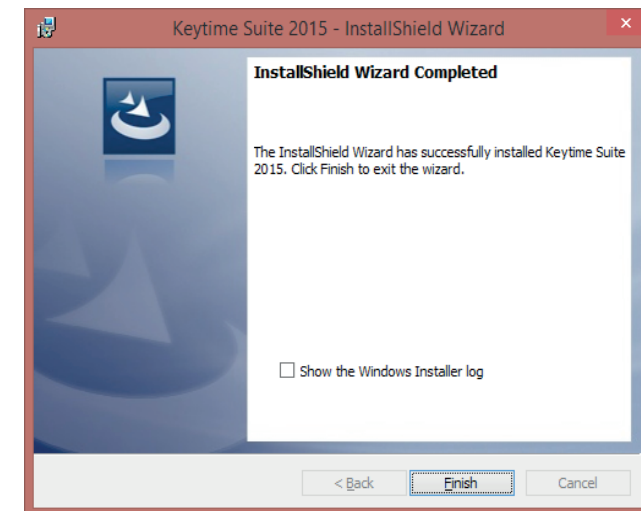 Keytime Suite 2015 - InstallShield Wizard
InstallShield Wizard Completed
The InstallShield Wizard has successfully installed Keytime Suite
2015. Click Finish to exit the wizard.
Show the Windows Installer log
< Back Finish Cancel